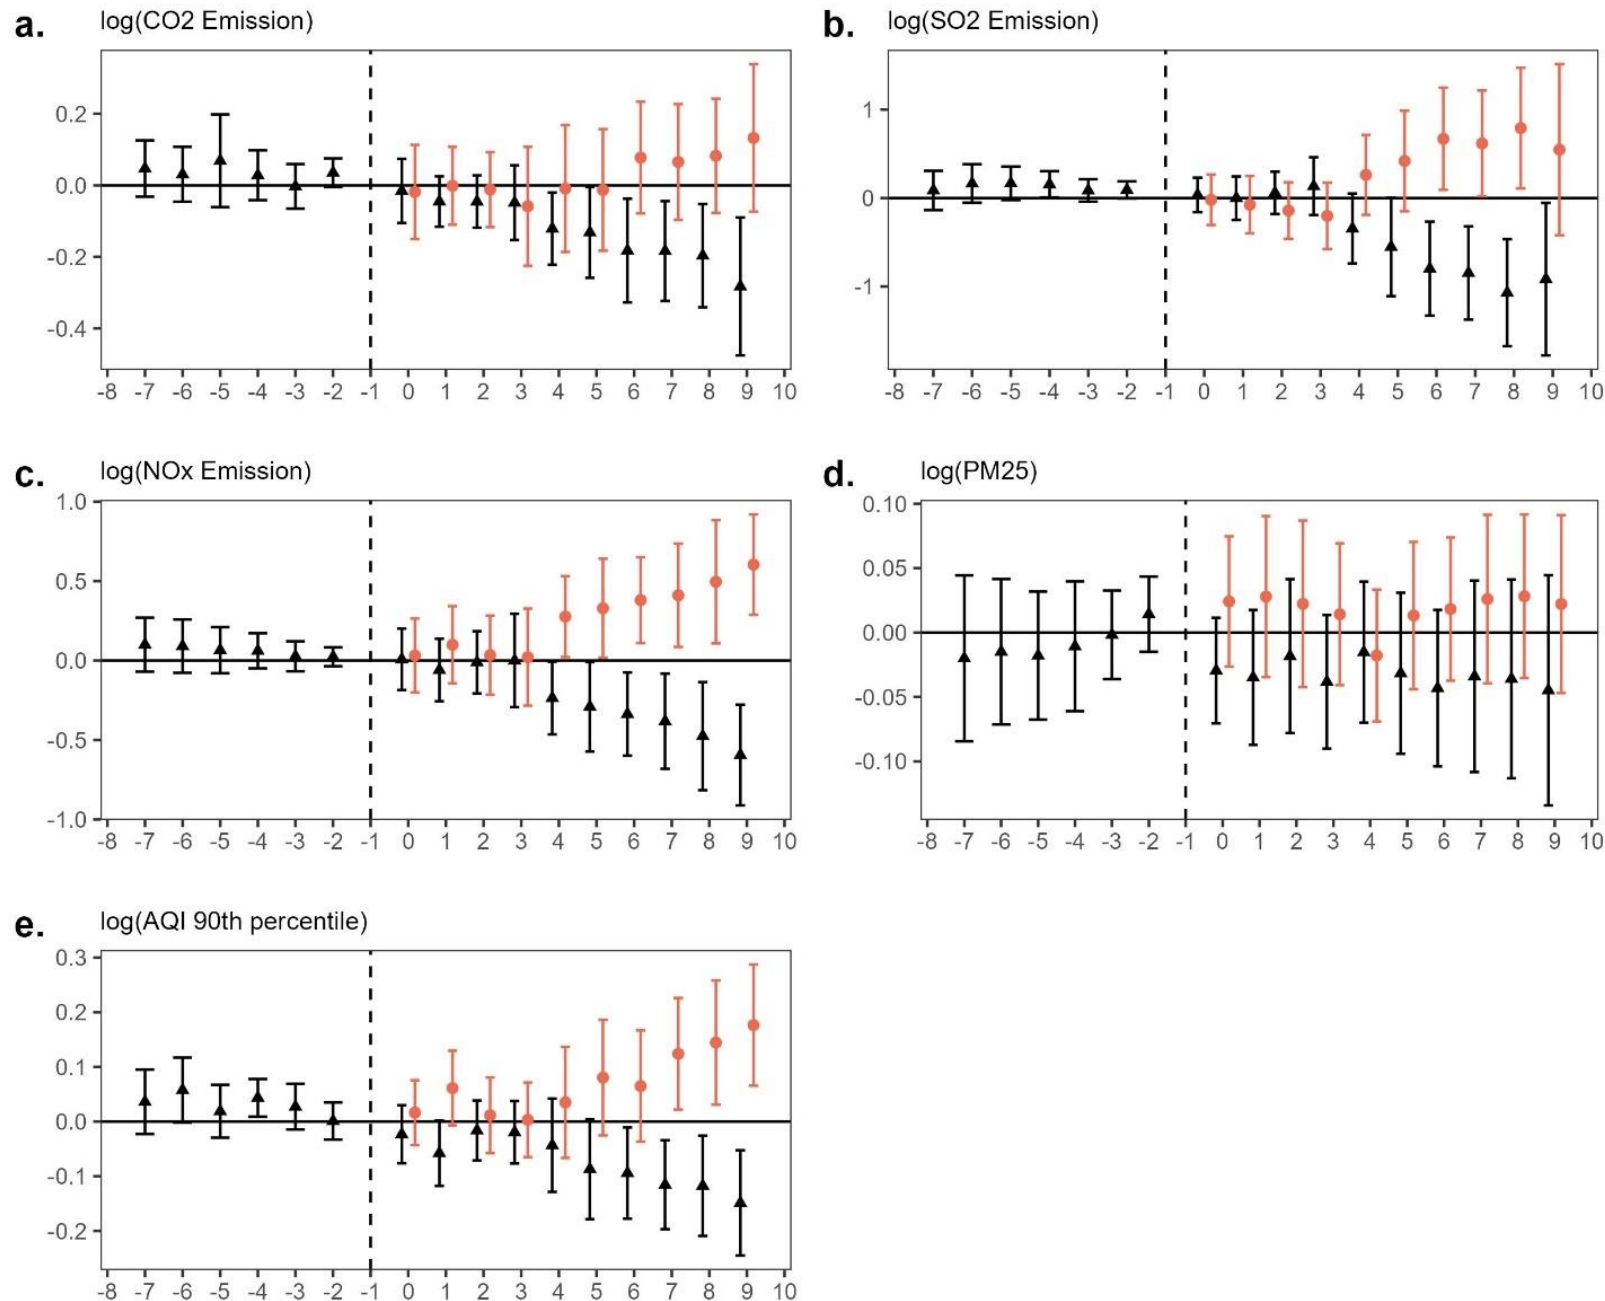 a. log(CO2 Emission)
0.2
0.0
-0.2
-0.4
-8 -7 -6 -5 -4 -3 -2 -1 0 1 2 3 4 5 6 7 8 9 10
b. log(SO2 Emission)
1
0
-1
-8 -7 -6 -5 -4 -3 -2 -1 0 1 2 3 4 5 6 7 8 9 10
c. log(NOx Emission)
1.0
0.5
0.0
-0.5
-1.0
-8 -7 -6 -5 -4 -3 -2 -1 0 1 2 3 4 5 6 7 8 9 10
d. log(PM25)
0.10
0.05
0.00
-0.05
-0.10
-8 -7 -6 -5 -4 -3 -2 -1 0 1 2 3 4 5 6 7 8 9 10
e. log(AQI 90th percentile)
0.3
0.2
0.1
0.0
-0.1
-0.2
-8 -7 -6 -5 -4 -3 -2 -1 0 1 2 3 4 5 6 7 8 9 10